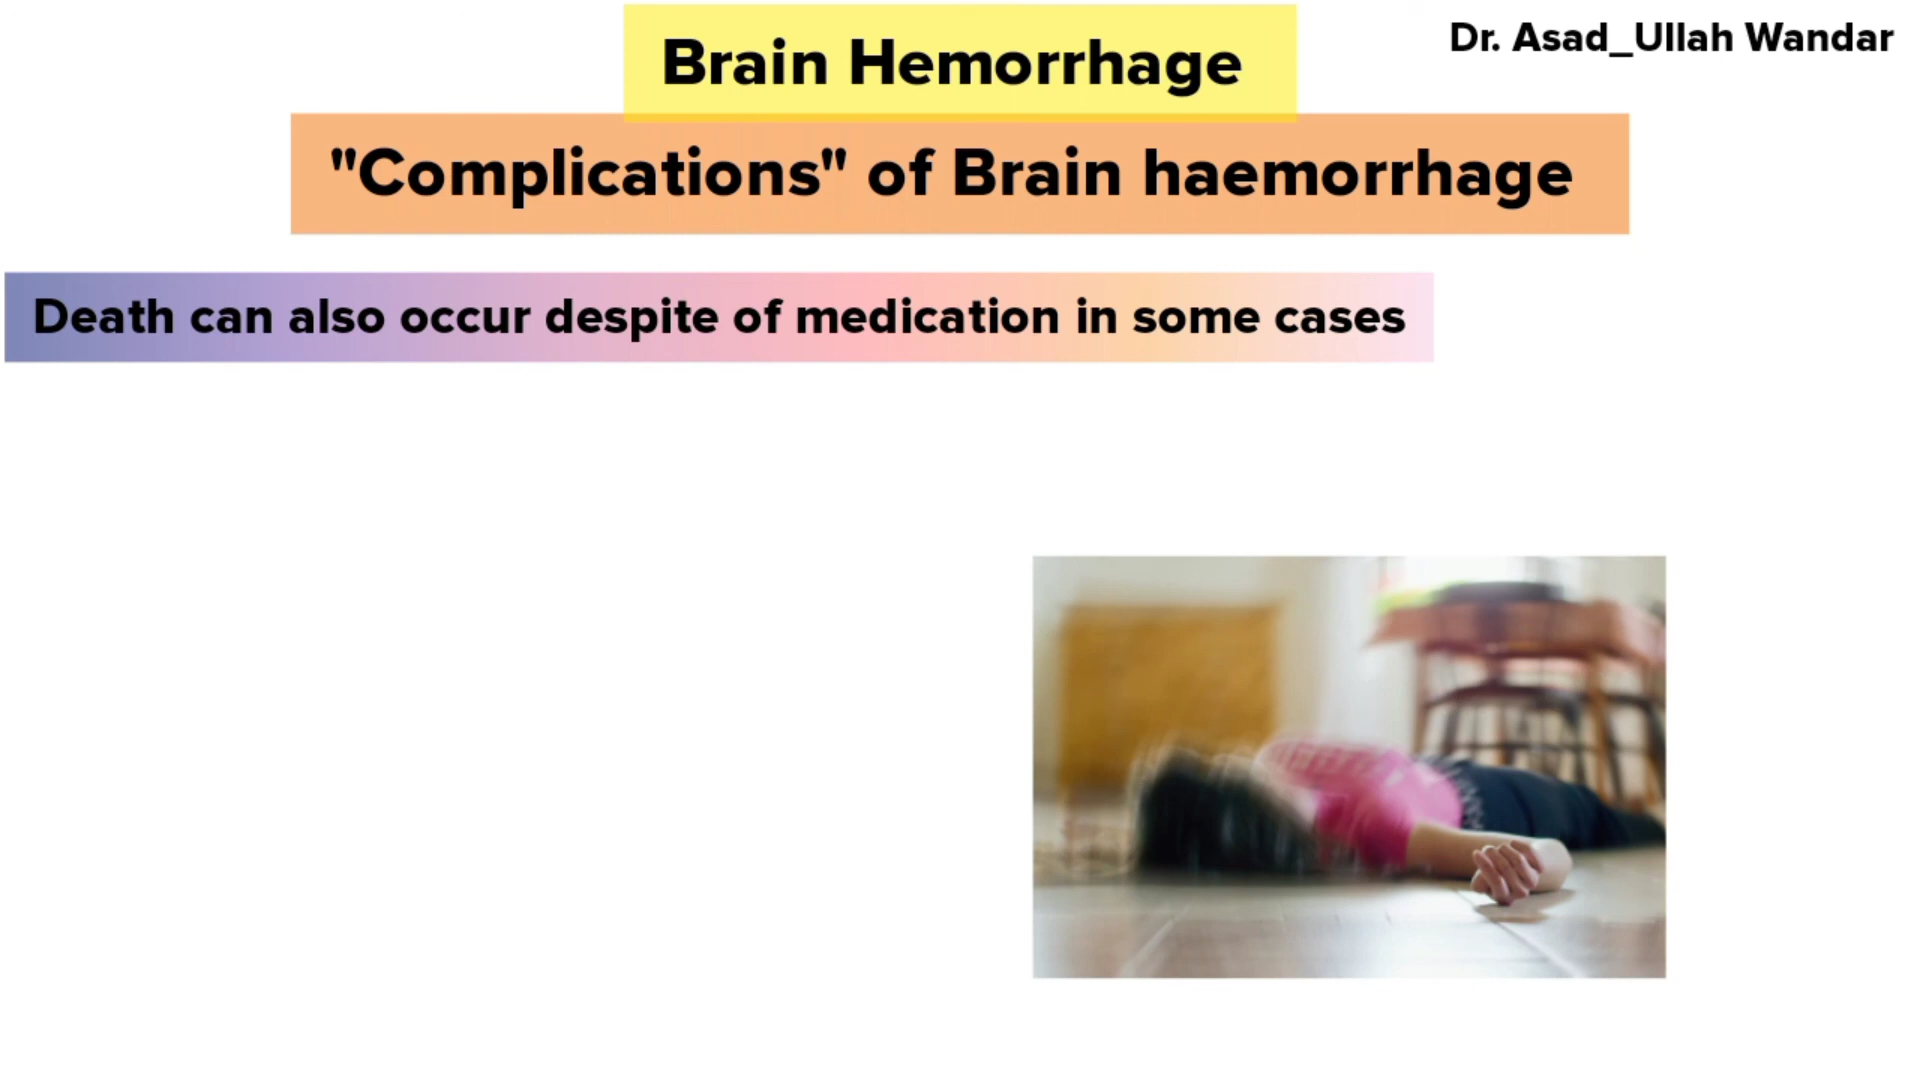 Brain Hemorrhage
Dr. Asad_Ullah Wandar
"Complications" of Brain haemorrhage
Death can also occur despite of medication in some cases